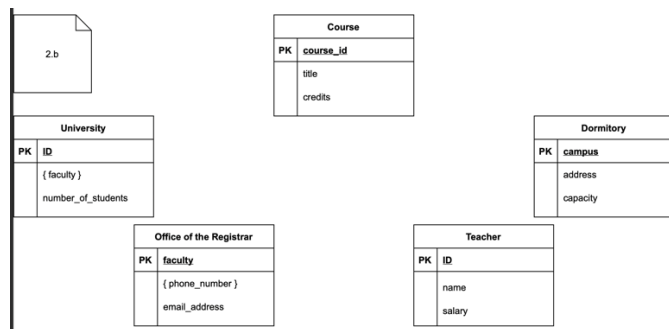 2.b
Course
PK course_id
title
credits
University
PK ID
{ faculty }
number_of_students
Dormitory
PK campus
address
capacity
Office of the Registrar
PK faculty
{ phone_number }
email_address
Teacher
PK ID
name
salary